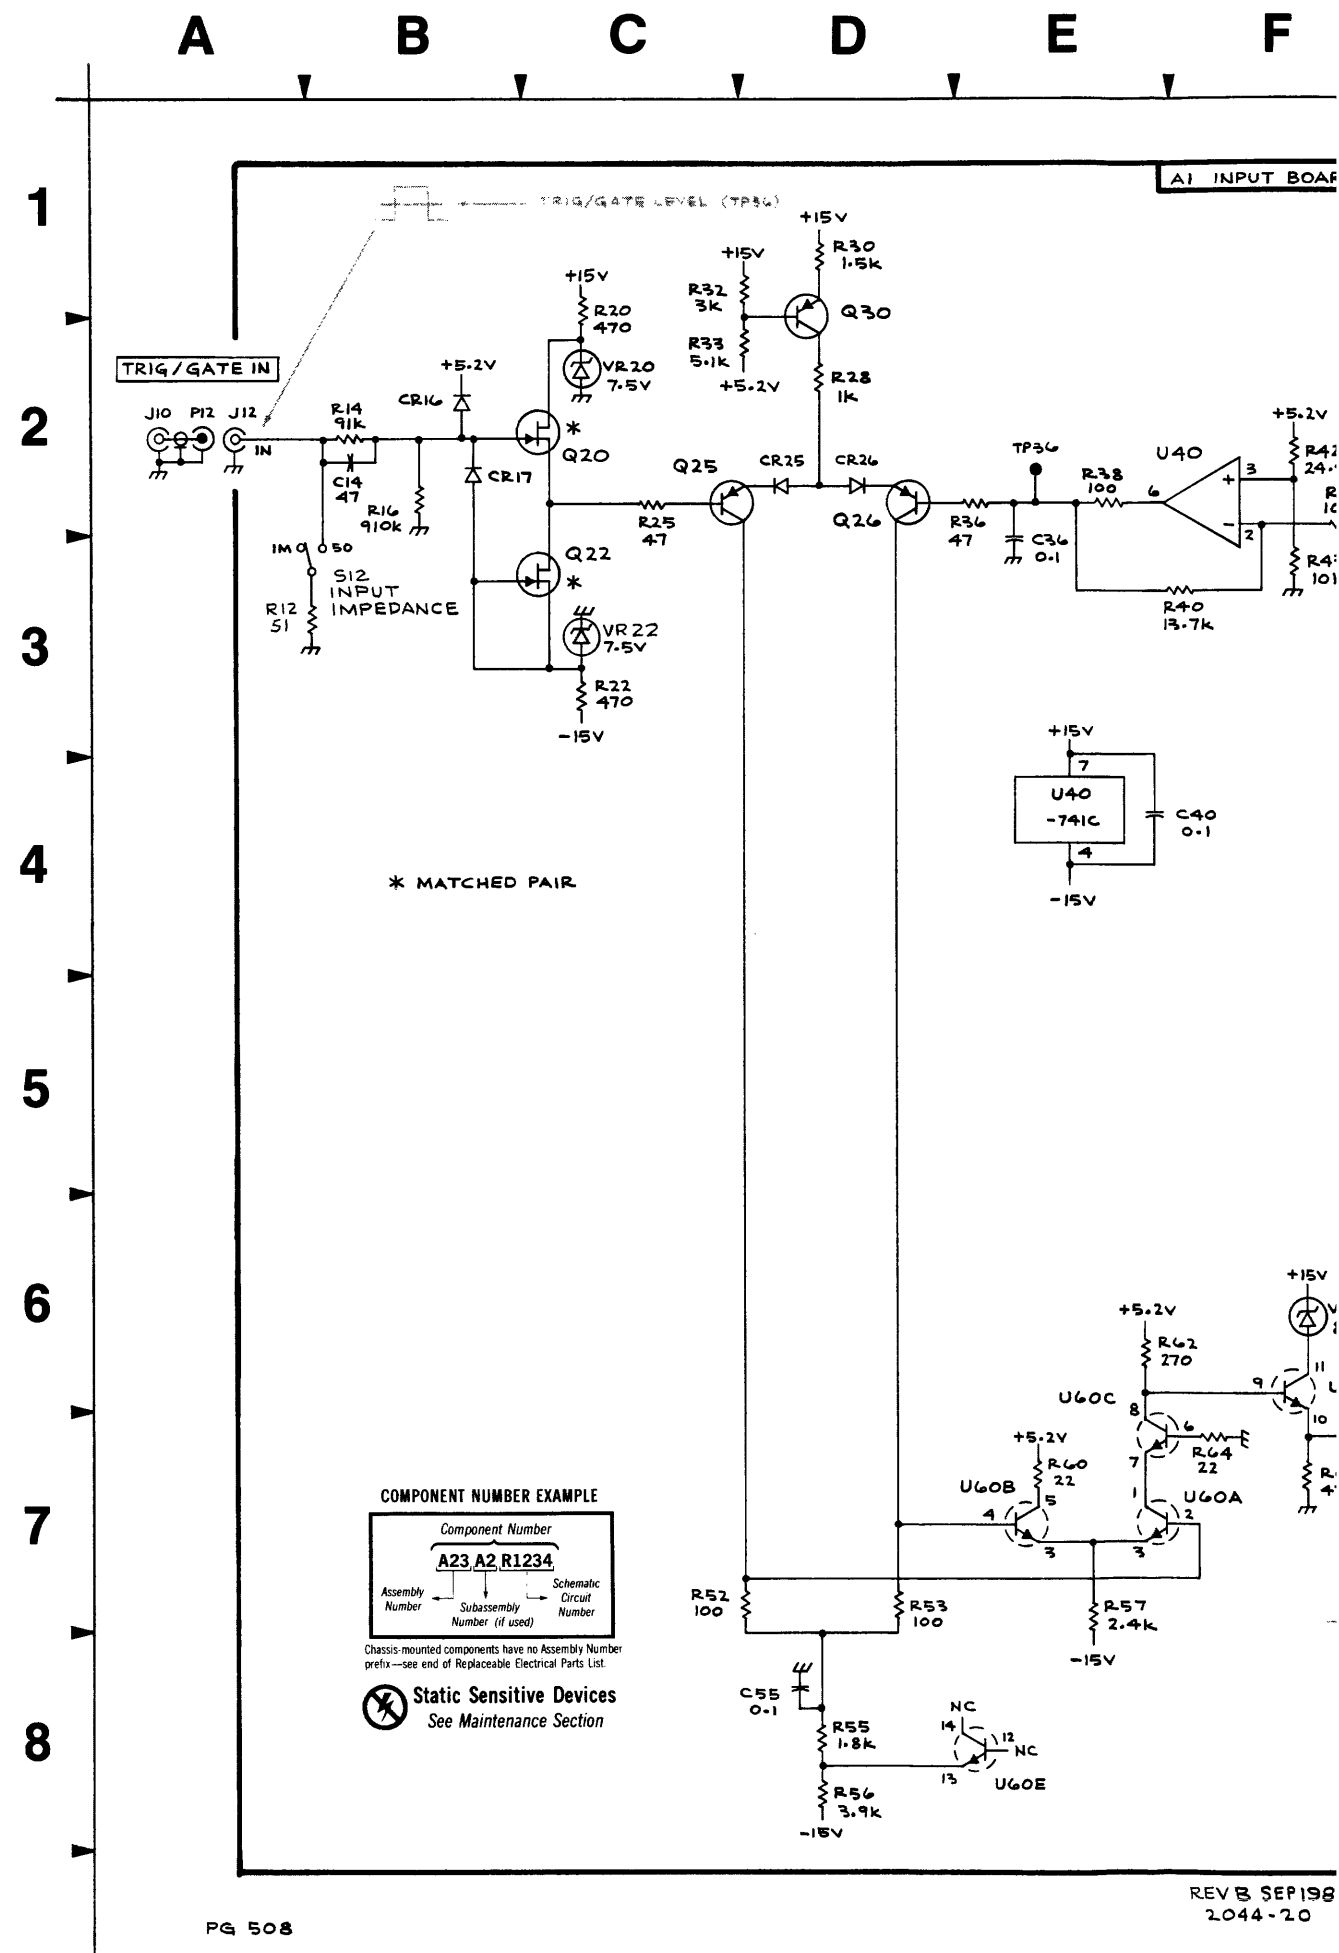 A B C D E F
1
2
3
4
5
6
7
8
A1 INPUT BOAR
TRIG/GATE LEVEL (TP36)
TRIG/GATE IN
J10 P12 J12
IN
R14
91K
C14
47
R16
910K
1M 50
S12
INPUT
IMPEDANCE
R12
51
CR16
+5.2V
CR17
+15V
R20
470
VR20
7.5V
*
Q20
Q22
*
VR22
7.5V
R22
470
-15V
R25
47
Q25
CR25
CR26
Q26
+15V
R32
3K
R33
5.1K
+5.2V
+15V
R30
1.5K
Q30
R28
1K
R36
47
TP36
C36
0.1
R38
100
U40
6
3
+
-
2
+5.2V
R42
24.
R40
13.7K
+15V
7
U40
-741C
4
-15V
C40
0.1
* MATCHED PAIR
+15V
+5.2V
R62
270
U60C
8
6
7
R64
22
9
11
10
+5.2V
R60
22
U60B
4
5
3
1
U60A
2
3
R57
2.4K
-15V
R52
100
R53
100
C55
0.1
R55
1.8K
R56
3.9K
-15V
NC
14
12
NC
13
U60E
COMPONENT NUMBER EXAMPLE
Component Number
A23 A2 R1234
Assembly
Number
Subassembly
Number (if used)
Schematic
Circuit
Number
Chassis-mounted components have no Assembly Number
prefix—see end of Replaceable Electrical Parts List.
Static Sensitive Devices
See Maintenance Section
PG 508
REV B SEP 198
2044-20